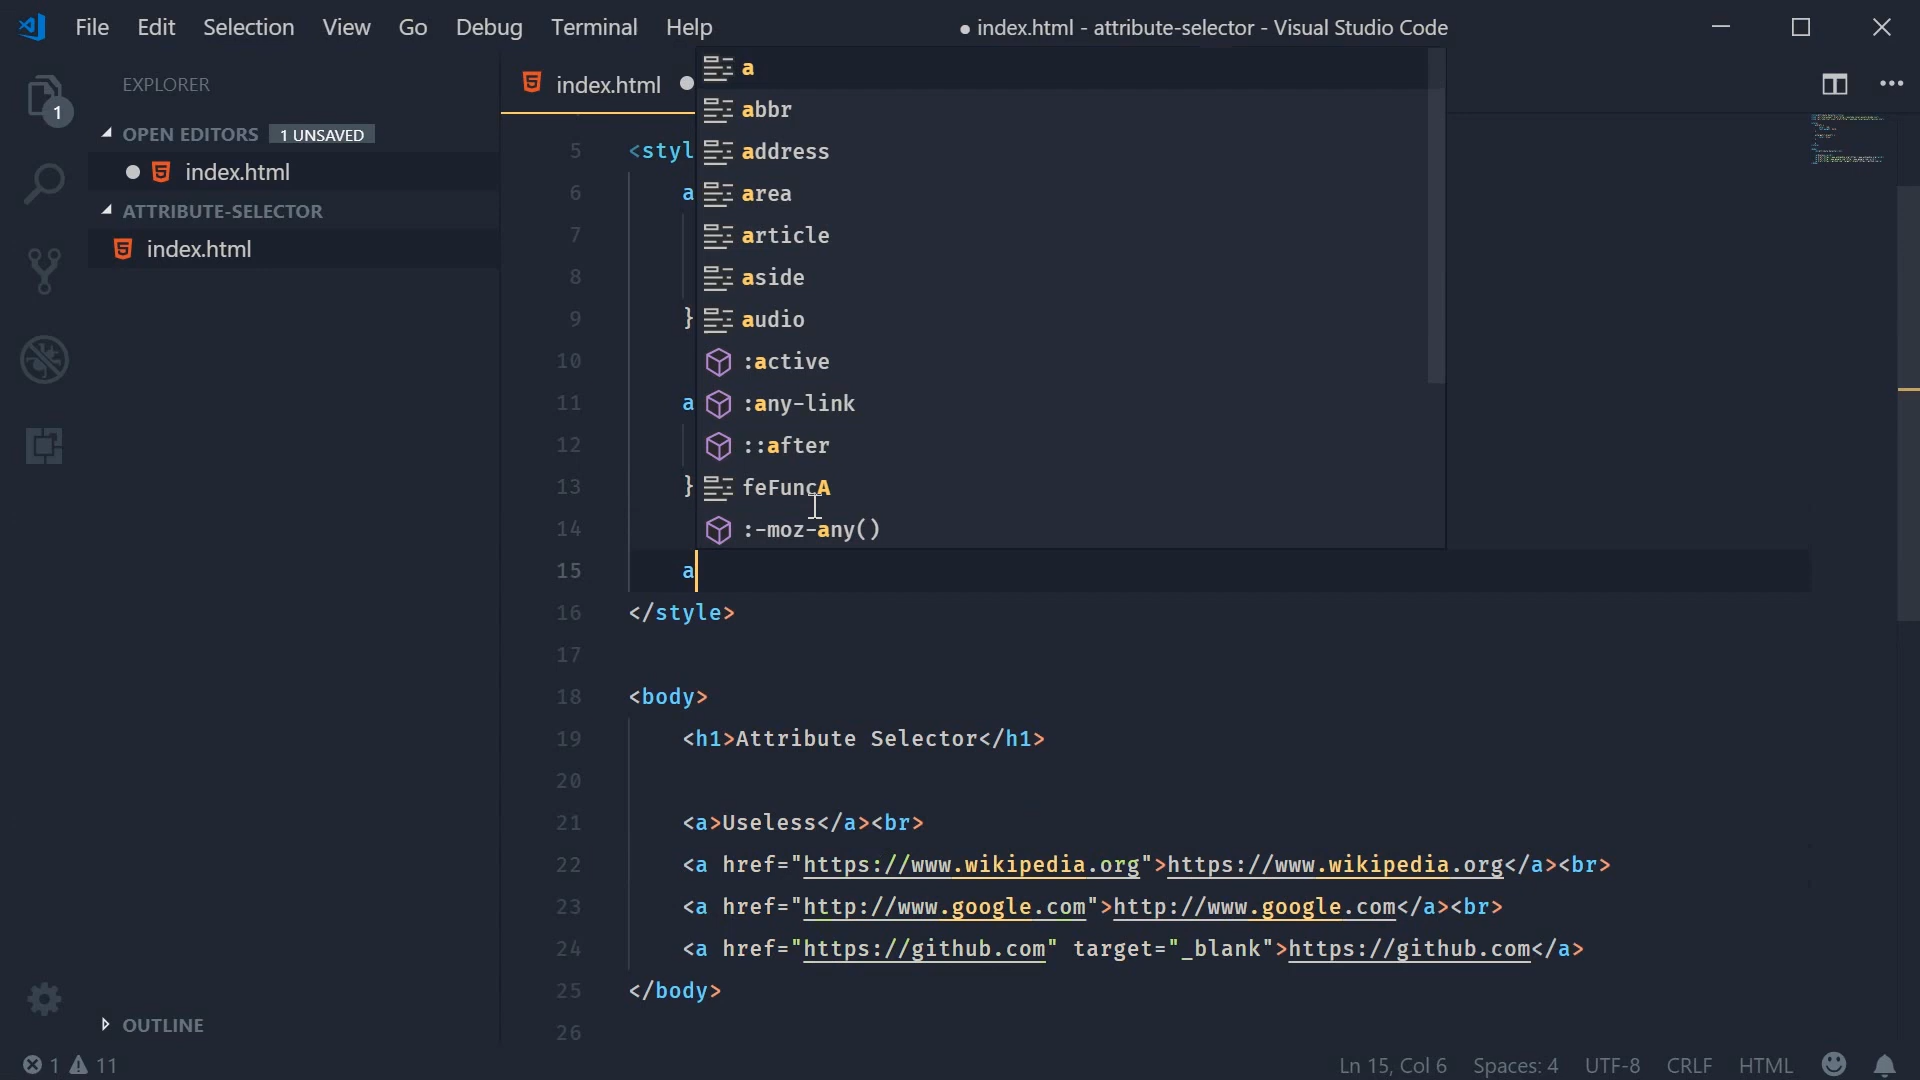 File Edit Selection View Go Debug Terminal Help
● index.html - attribute-selector - Visual Studio Code
EXPLORER
1
OPEN EDITORS 1 UNSAVED
index.html
ATTRIBUTE-SELECTOR
index.html
OUTLINE
index.html
a
abbr
address
area
article
aside
audio
:active
:any-link
::after
feFuncA
:-moz-any()
5 <styl
6 a
7
8
9 }
10
11 a
12
13 }
14
15 a
16 </style>
17
18 <body>
19 <h1>Attribute Selector</h1>
20
21 <a>Useless</a><br>
22 <a href="https://www.wikipedia.org">https://www.wikipedia.org</a><br>
23 <a href="http://www.google.com">http://www.google.com</a><br>
24 <a href="https://github.com" target="_blank">https://github.com</a>
25 </body>
26
1 11
Ln 15, Col 6 Spaces: 4 UTF-8 CRLF HTML